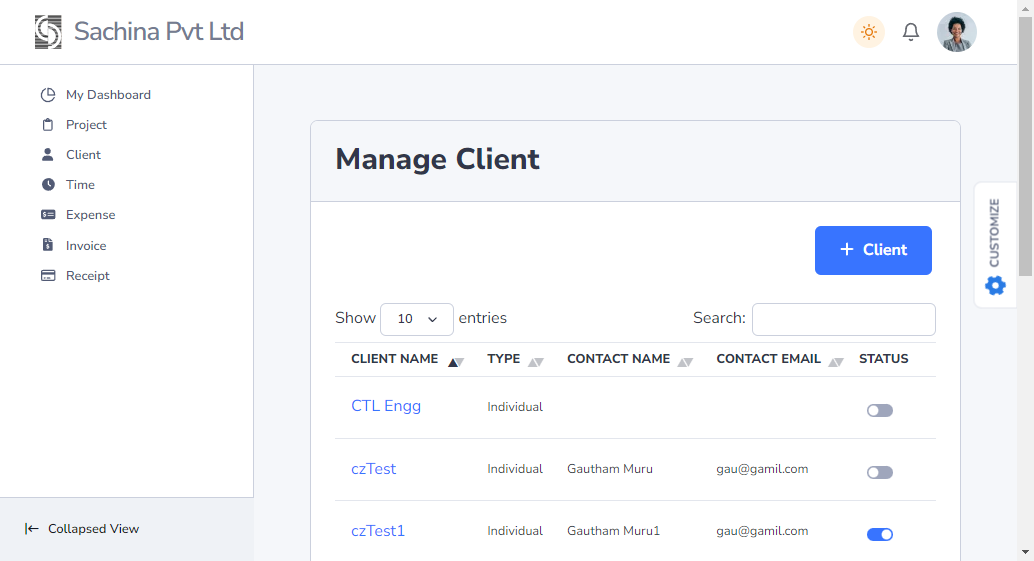 Sachina Pvt Ltd
My Dashboard
Project
Client
Time
Expense
Invoice
Receipt
Collapsed View
Manage Client
+ Client
Show 10 entries Search:
CLIENT NAME TYPE CONTACT NAME CONTACT EMAIL STATUS
CTL Engg Individual
czTest Individual Gautham Muru gau@gamil.com
czTest1 Individual Gautham Muru1 gau@gamil.com
CUSTOMIZE